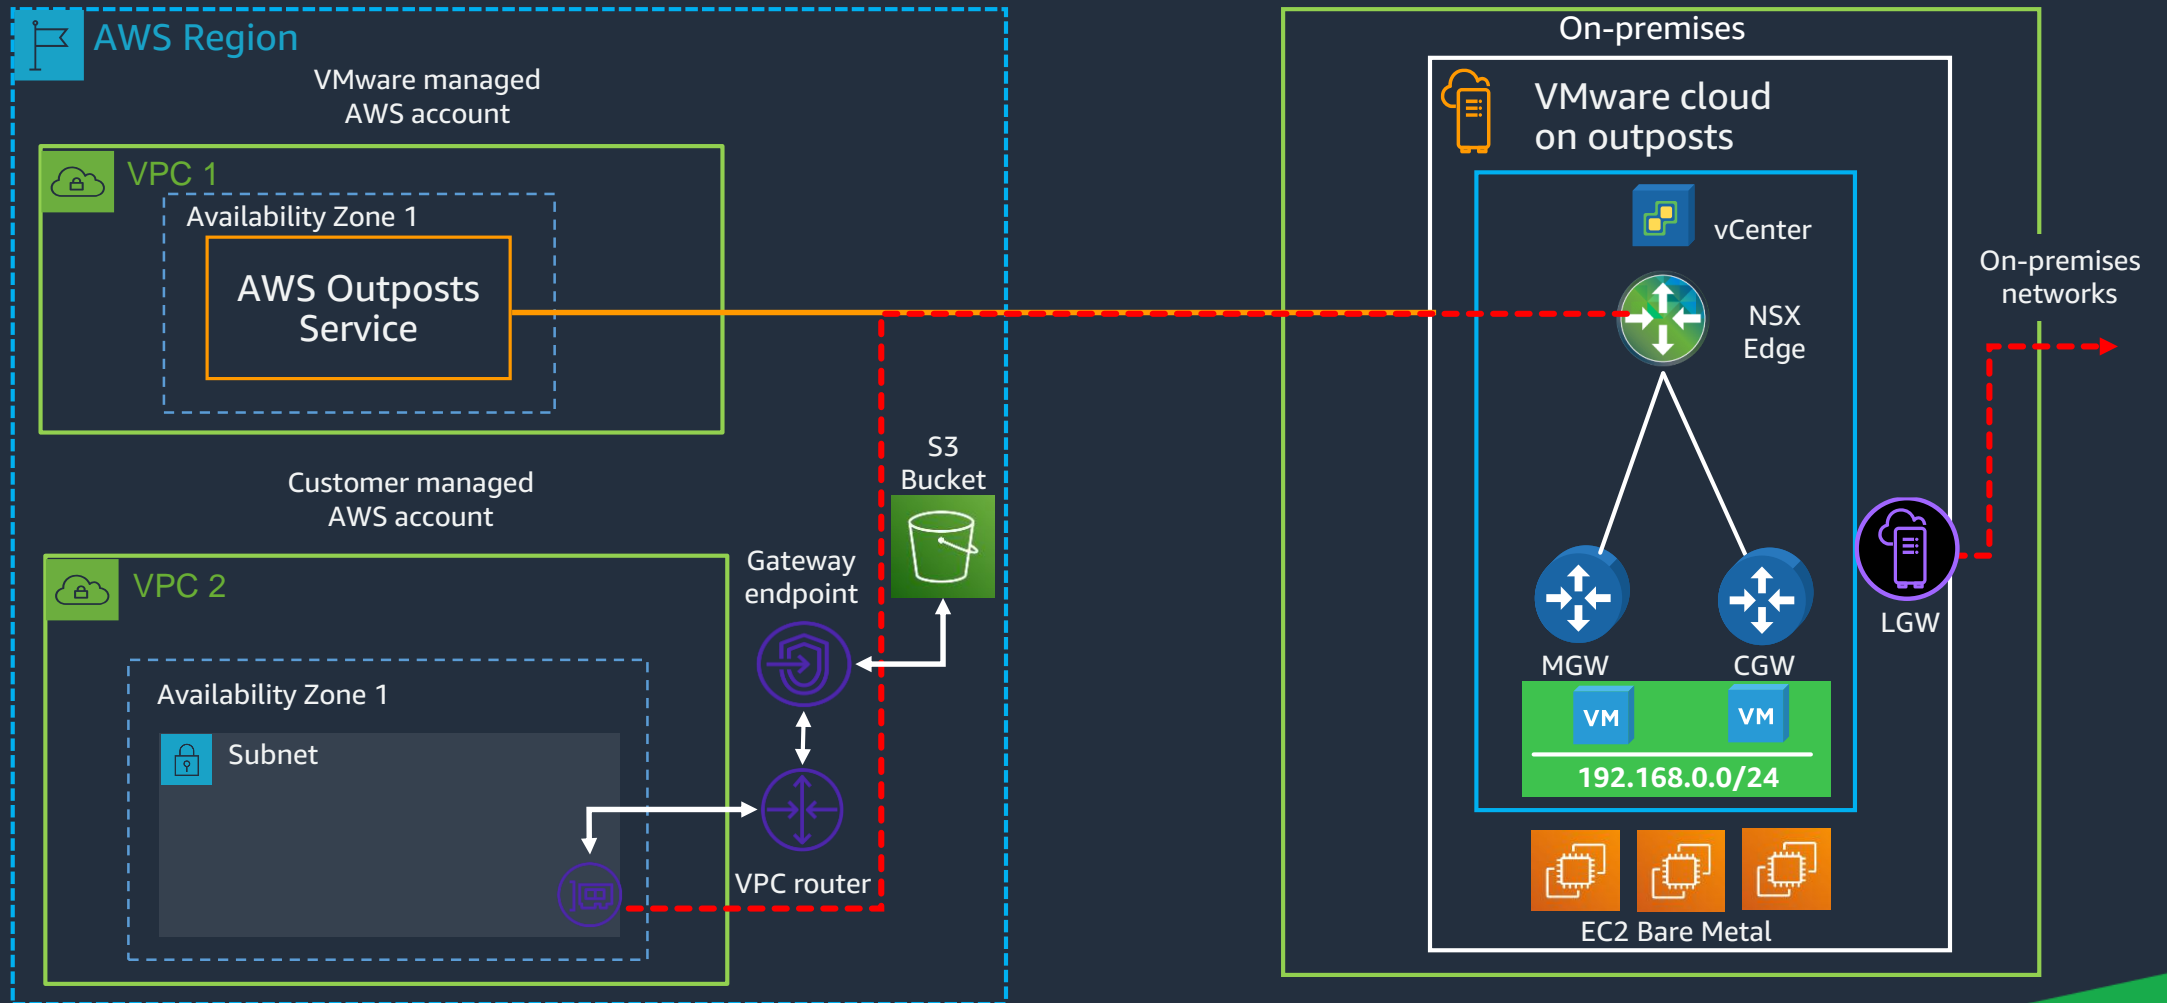 AWS Region
VMware managed
AWS account
VPC 1
Availability Zone 1
AWS Outposts
Service
Customer managed
AWS account
S3
Bucket
VPC 2
Gateway
endpoint
Availability Zone 1
Subnet
VPC router
On-premises
VMware cloud
on outposts
vCenter
NSX
Edge
On-premises
networks
LGW
MGW
CGW
VM
VM
192.168.0.0/24
EC2 Bare Metal